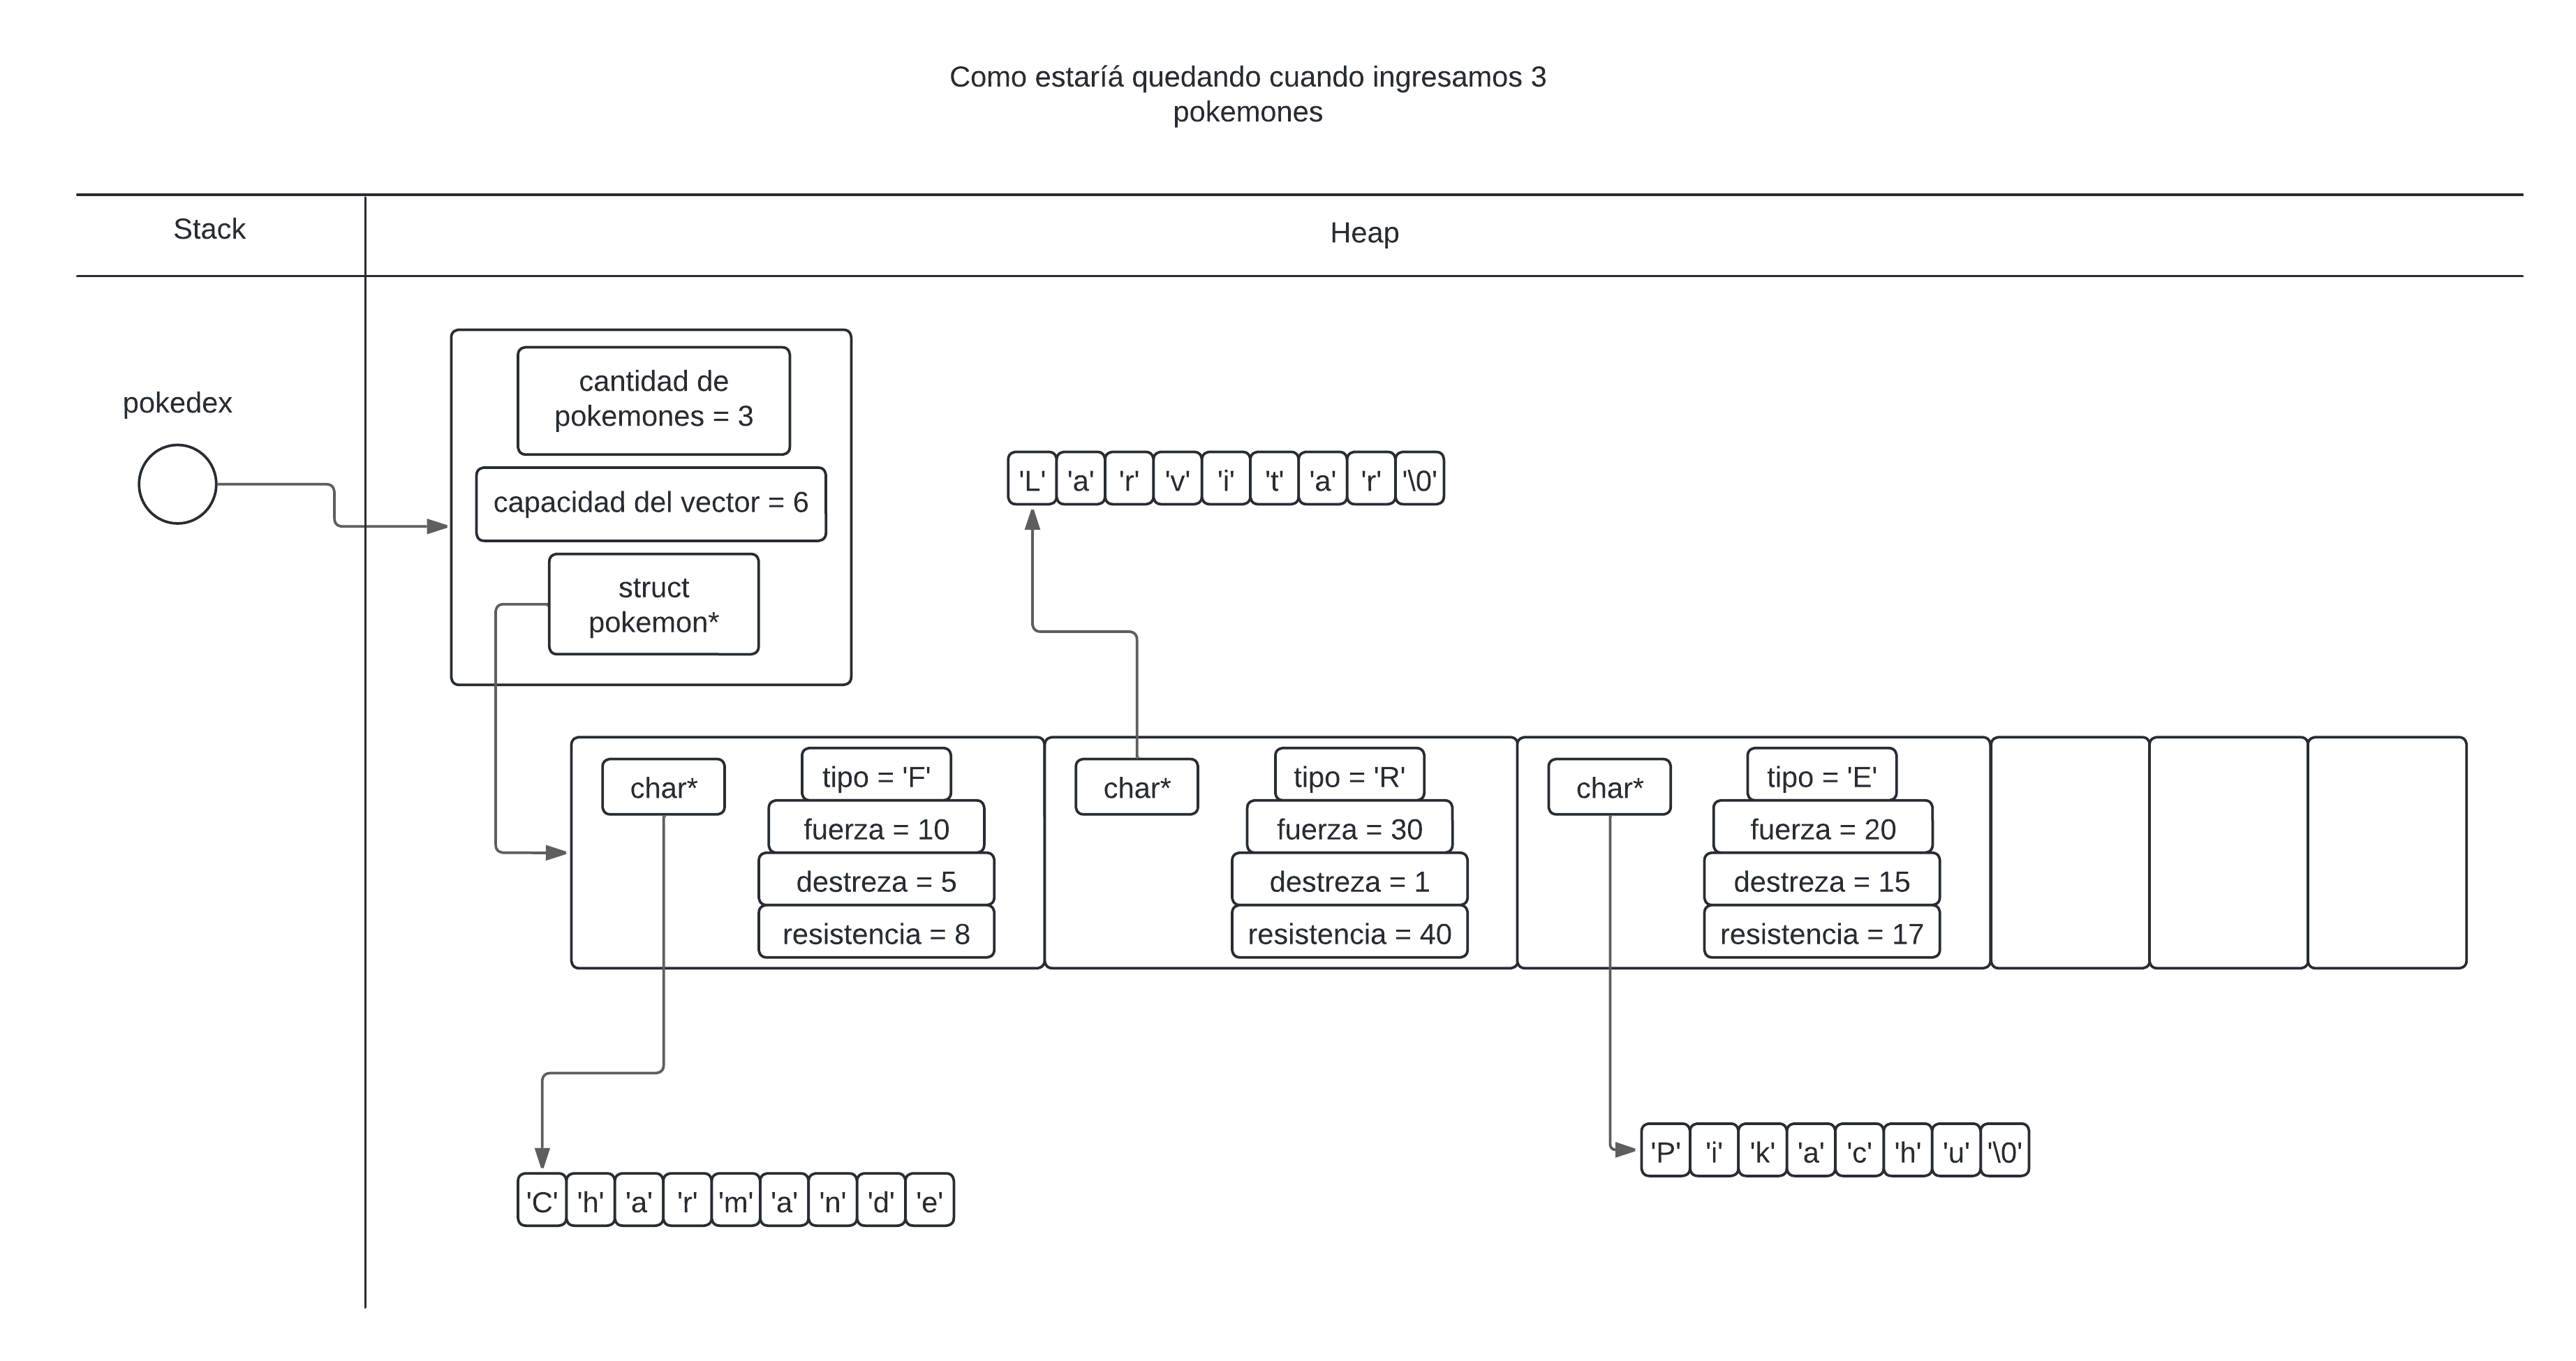 Como estaríá quedando cuando ingresamos 3
pokemones
Stack
Heap
pokedex
cantidad de
pokemones = 3
capacidad del vector = 6
struct
pokemon*
'L' 'a' 'r' 'v' 'i' 't' 'a' 'r' '\0'
char*
tipo = 'F'
fuerza = 10
destreza = 5
resistencia = 8
char*
tipo = 'R'
fuerza = 30
destreza = 1
resistencia = 40
char*
tipo = 'E'
fuerza = 20
destreza = 15
resistencia = 17
'C' 'h' 'a' 'r' 'm' 'a' 'n' 'd' 'e'
'P' 'i' 'k' 'a' 'c' 'h' 'u' '\0'